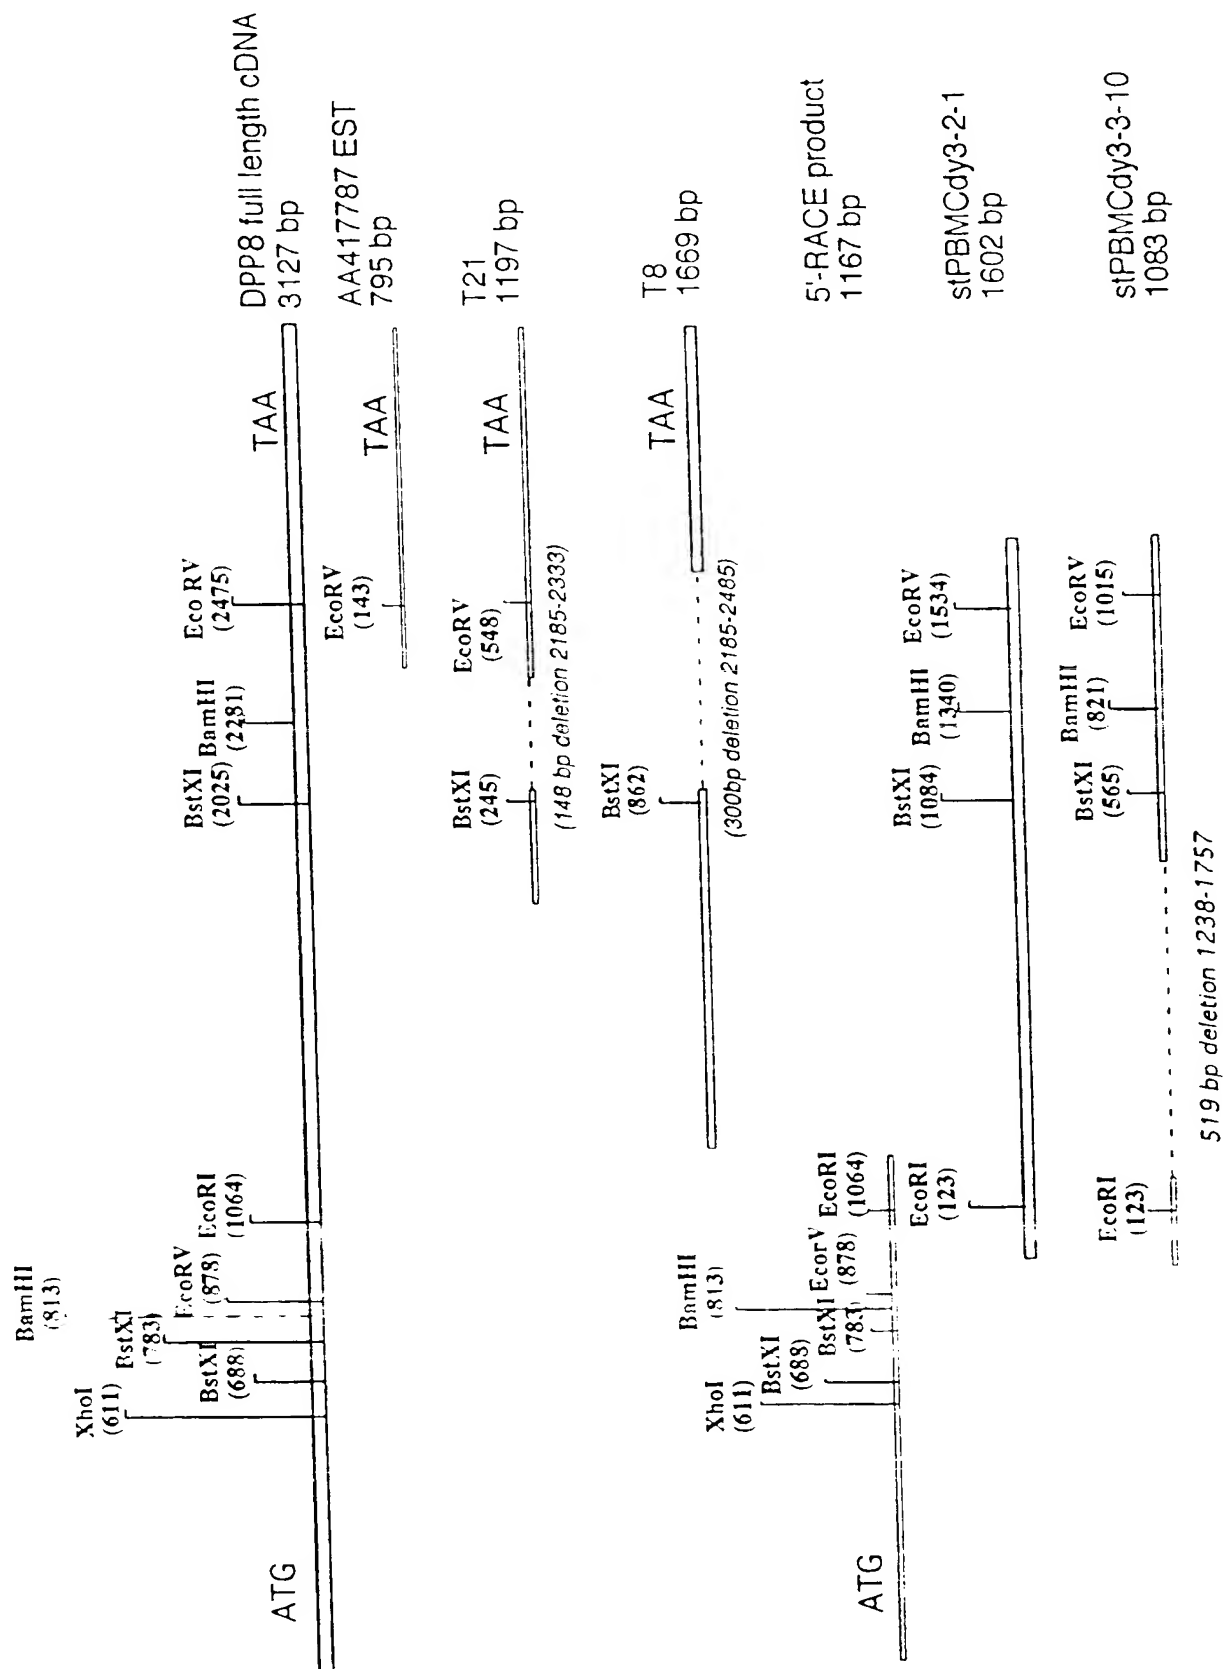 BamHI
(813)
XhoI
(611)
BstXI
(783)
EcoRV
(878)
BstXI
(688)
EcoRI
(1064)
BstXI
(2025)
BamHI
(2281)
Eco RV
(2475)
ATG
TAA
DPP8 full length cDNA
3127 bp
EcoRV
(143)
TAA
AA417787 EST
795 bp
BstXI
(245)
EcoRV
(548)
TAA
T21
1197 bp
(148 bp deletion 2185-2333)
BstXI
(862)
TAA
T8
1669 bp
(300bp deletion 2185-2485)
BamHI
(813)
XhoI
(611)
BstXI
(688)
BstXI
(783)
EcorV
(878)
EcoRI
(1064)
ATG
5'-RACE product
1167 bp
EcoRI
(123)
BstXI
(1084)
BamHI
(1340)
EcoRV
(1534)
stPBMCdy3-2-1
1602 bp
EcoRI
(123)
BstXI
(565)
BamHI
(821)
EcoRV
(1015)
stPBMCdy3-3-10
1083 bp
519 bp deletion 1238-1757